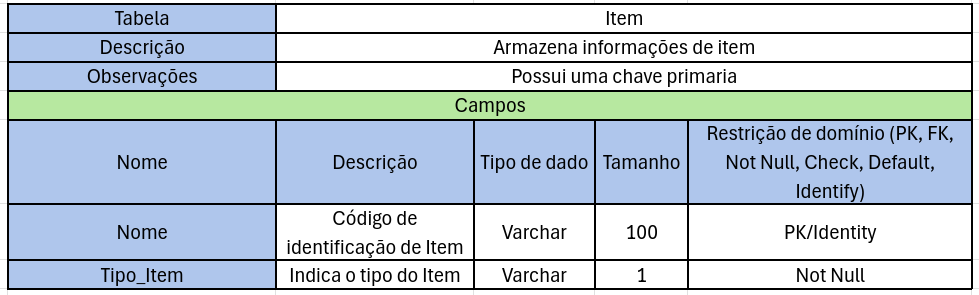 Tabela Item
Descrição Armazena informações de item
Observações Possui uma chave primaria
Campos
Nome Descrição Tipo de dado Tamanho Restrição de domínio (PK, FK,
Not Null, Check, Default,
Identify)
Nome Código de
identificação de Item Varchar 100 PK/Identity
Tipo_Item Indica o tipo do Item Varchar 1 Not Null